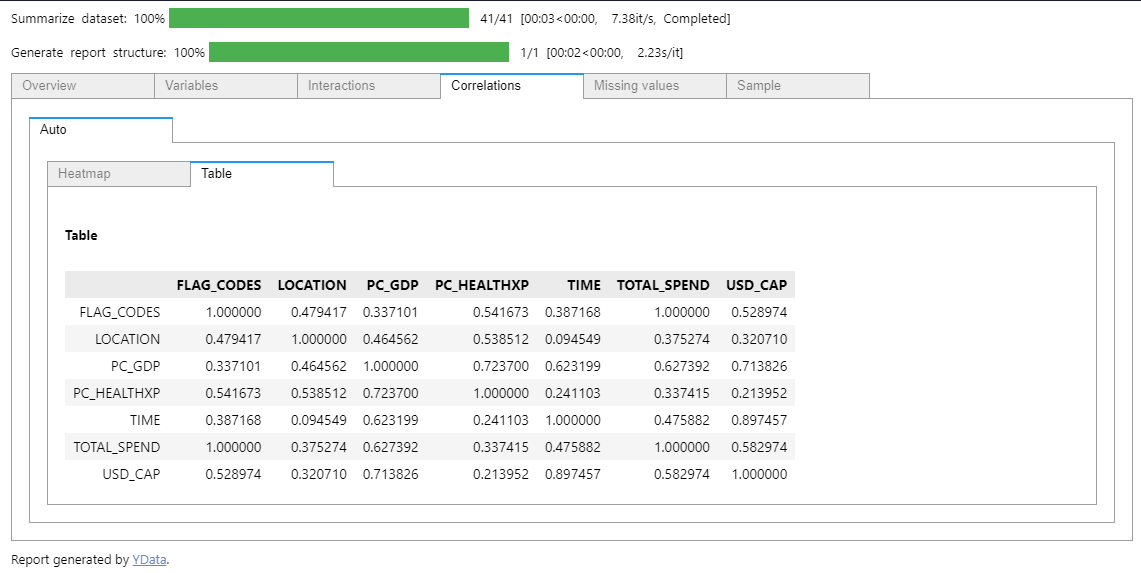 Summarize dataset: 100% 41/41 [00:03<00:00, 7.38it/s, Completed]
Generate report structure: 100% 1/1 [00:02<00:00, 2.23s/it]
Overview Variables Interactions Correlations Missing values Sample
Auto
Heatmap Table
Table
FLAG_CODES LOCATION PC_GDP PC_HEALTHXP TIME TOTAL_SPEND USD_CAP
FLAG_CODES 1.000000 0.479417 0.337101 0.541673 0.387168 1.000000 0.528974
LOCATION 0.479417 1.000000 0.464562 0.538512 0.094549 0.375274 0.320710
PC_GDP 0.337101 0.464562 1.000000 0.723700 0.623199 0.627392 0.713826
PC_HEALTHXP 0.541673 0.538512 0.723700 1.000000 0.241103 0.337415 0.213952
TIME 0.387168 0.094549 0.623199 0.241103 1.000000 0.475882 0.897457
TOTAL_SPEND 1.000000 0.375274 0.627392 0.337415 0.475882 1.000000 0.582974
USD_CAP 0.528974 0.320710 0.713826 0.213952 0.897457 0.582974 1.000000
Report generated by YData.